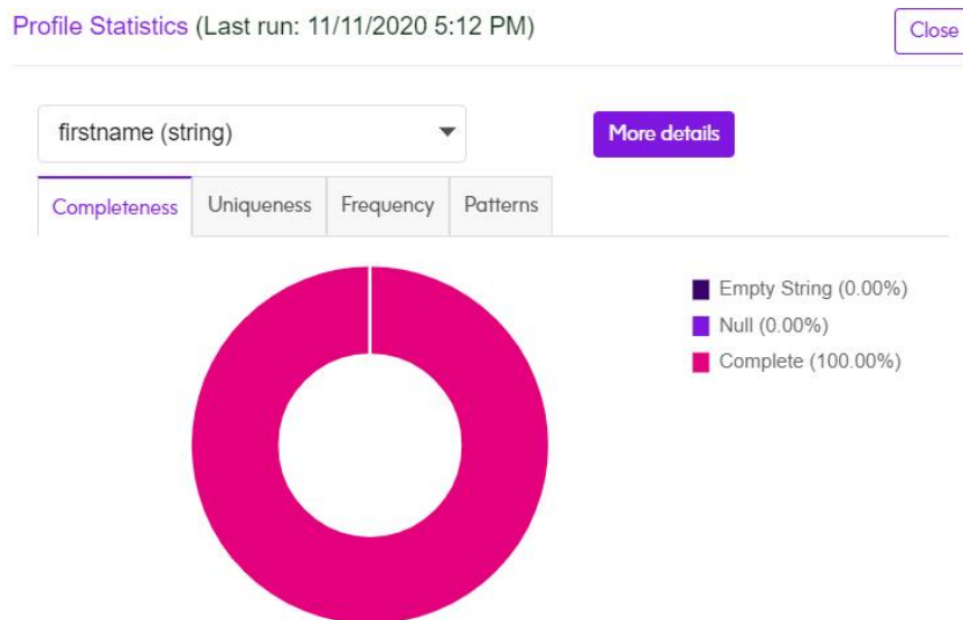 Profile Statistics (Last run: 11/11/2020 5:12 PM)
Close
firstname (string)
More details
Completeness
Uniqueness
Frequency
Patterns
Empty String (0.00%)
Null (0.00%)
Complete (100.00%)